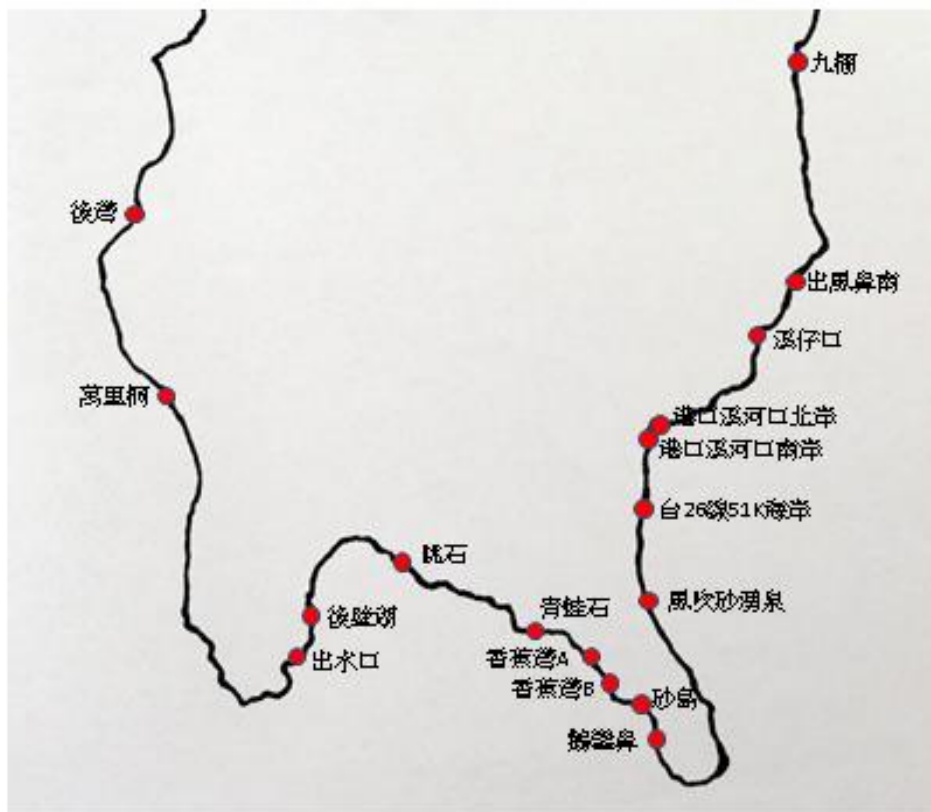 九棚
後灣
出風鼻南
溪仔口
萬里桐
港口溪河口北岸
港口溪河口南岸
台26線51K海岸
眺石
風吹砂湧泉
青蛙石
後壁湖
香蕉灣A
出水口
香蕉灣B
砂島
鵝鑾鼻